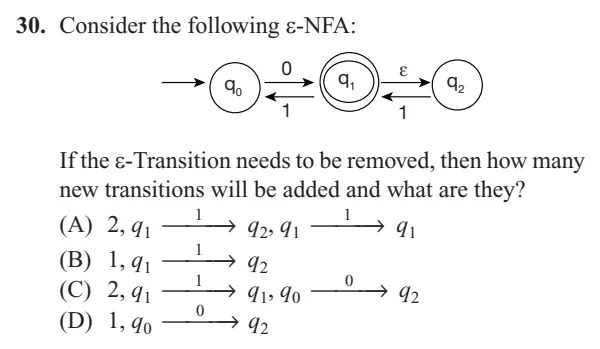 30. Consider the following ε-NFA:
0 ε
q₀ q₁ q₂
1 1
If the ε-Transition needs to be removed, then how many
new transitions will be added and what are they?
(A) 2, q₁ —1→ q₂, q₁ —1→ q₁
(B) 1, q₁ —1→ q₂
(C) 2, q₁ —1→ q₁, q₀ —0→ q₂
(D) 1, q₀ —0→ q₂